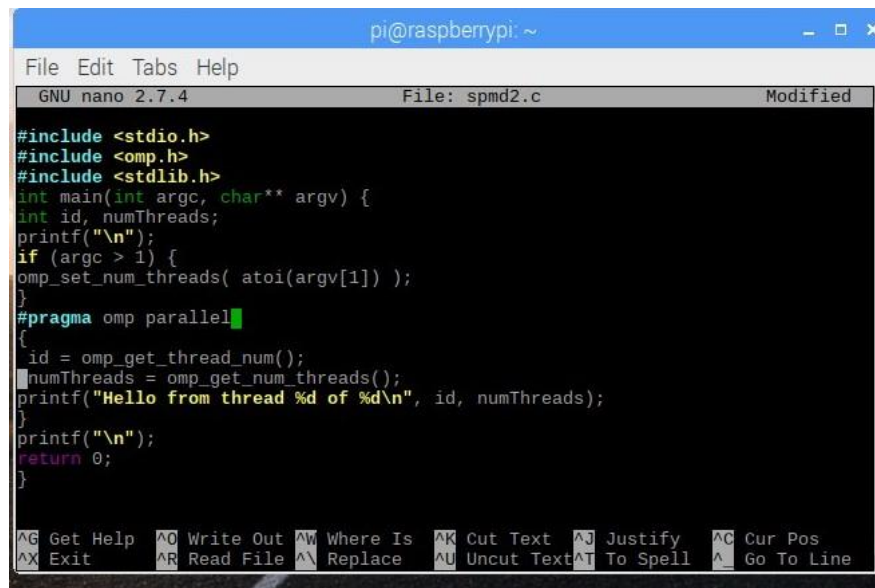 pi@raspberrypi: ~
File Edit Tabs Help
GNU nano 2.7.4 File: spmd2.c Modified
#include <stdio.h>
#include <omp.h>
#include <stdlib.h>
int main(int argc, char** argv) {
int id, numThreads;
printf("\n");
if (argc > 1) {
omp_set_num_threads( atoi(argv[1]) );
}
#pragma omp parallel
{
 id = omp_get_thread_num();
 numThreads = omp_get_num_threads();
printf("Hello from thread %d of %d\n", id, numThreads);
}
printf("\n");
return 0;
}
^G Get Help ^O Write Out ^W Where Is ^K Cut Text ^J Justify ^C Cur Pos
^X Exit ^R Read File ^\ Replace ^U Uncut Text ^T To Spell ^_ Go To Line